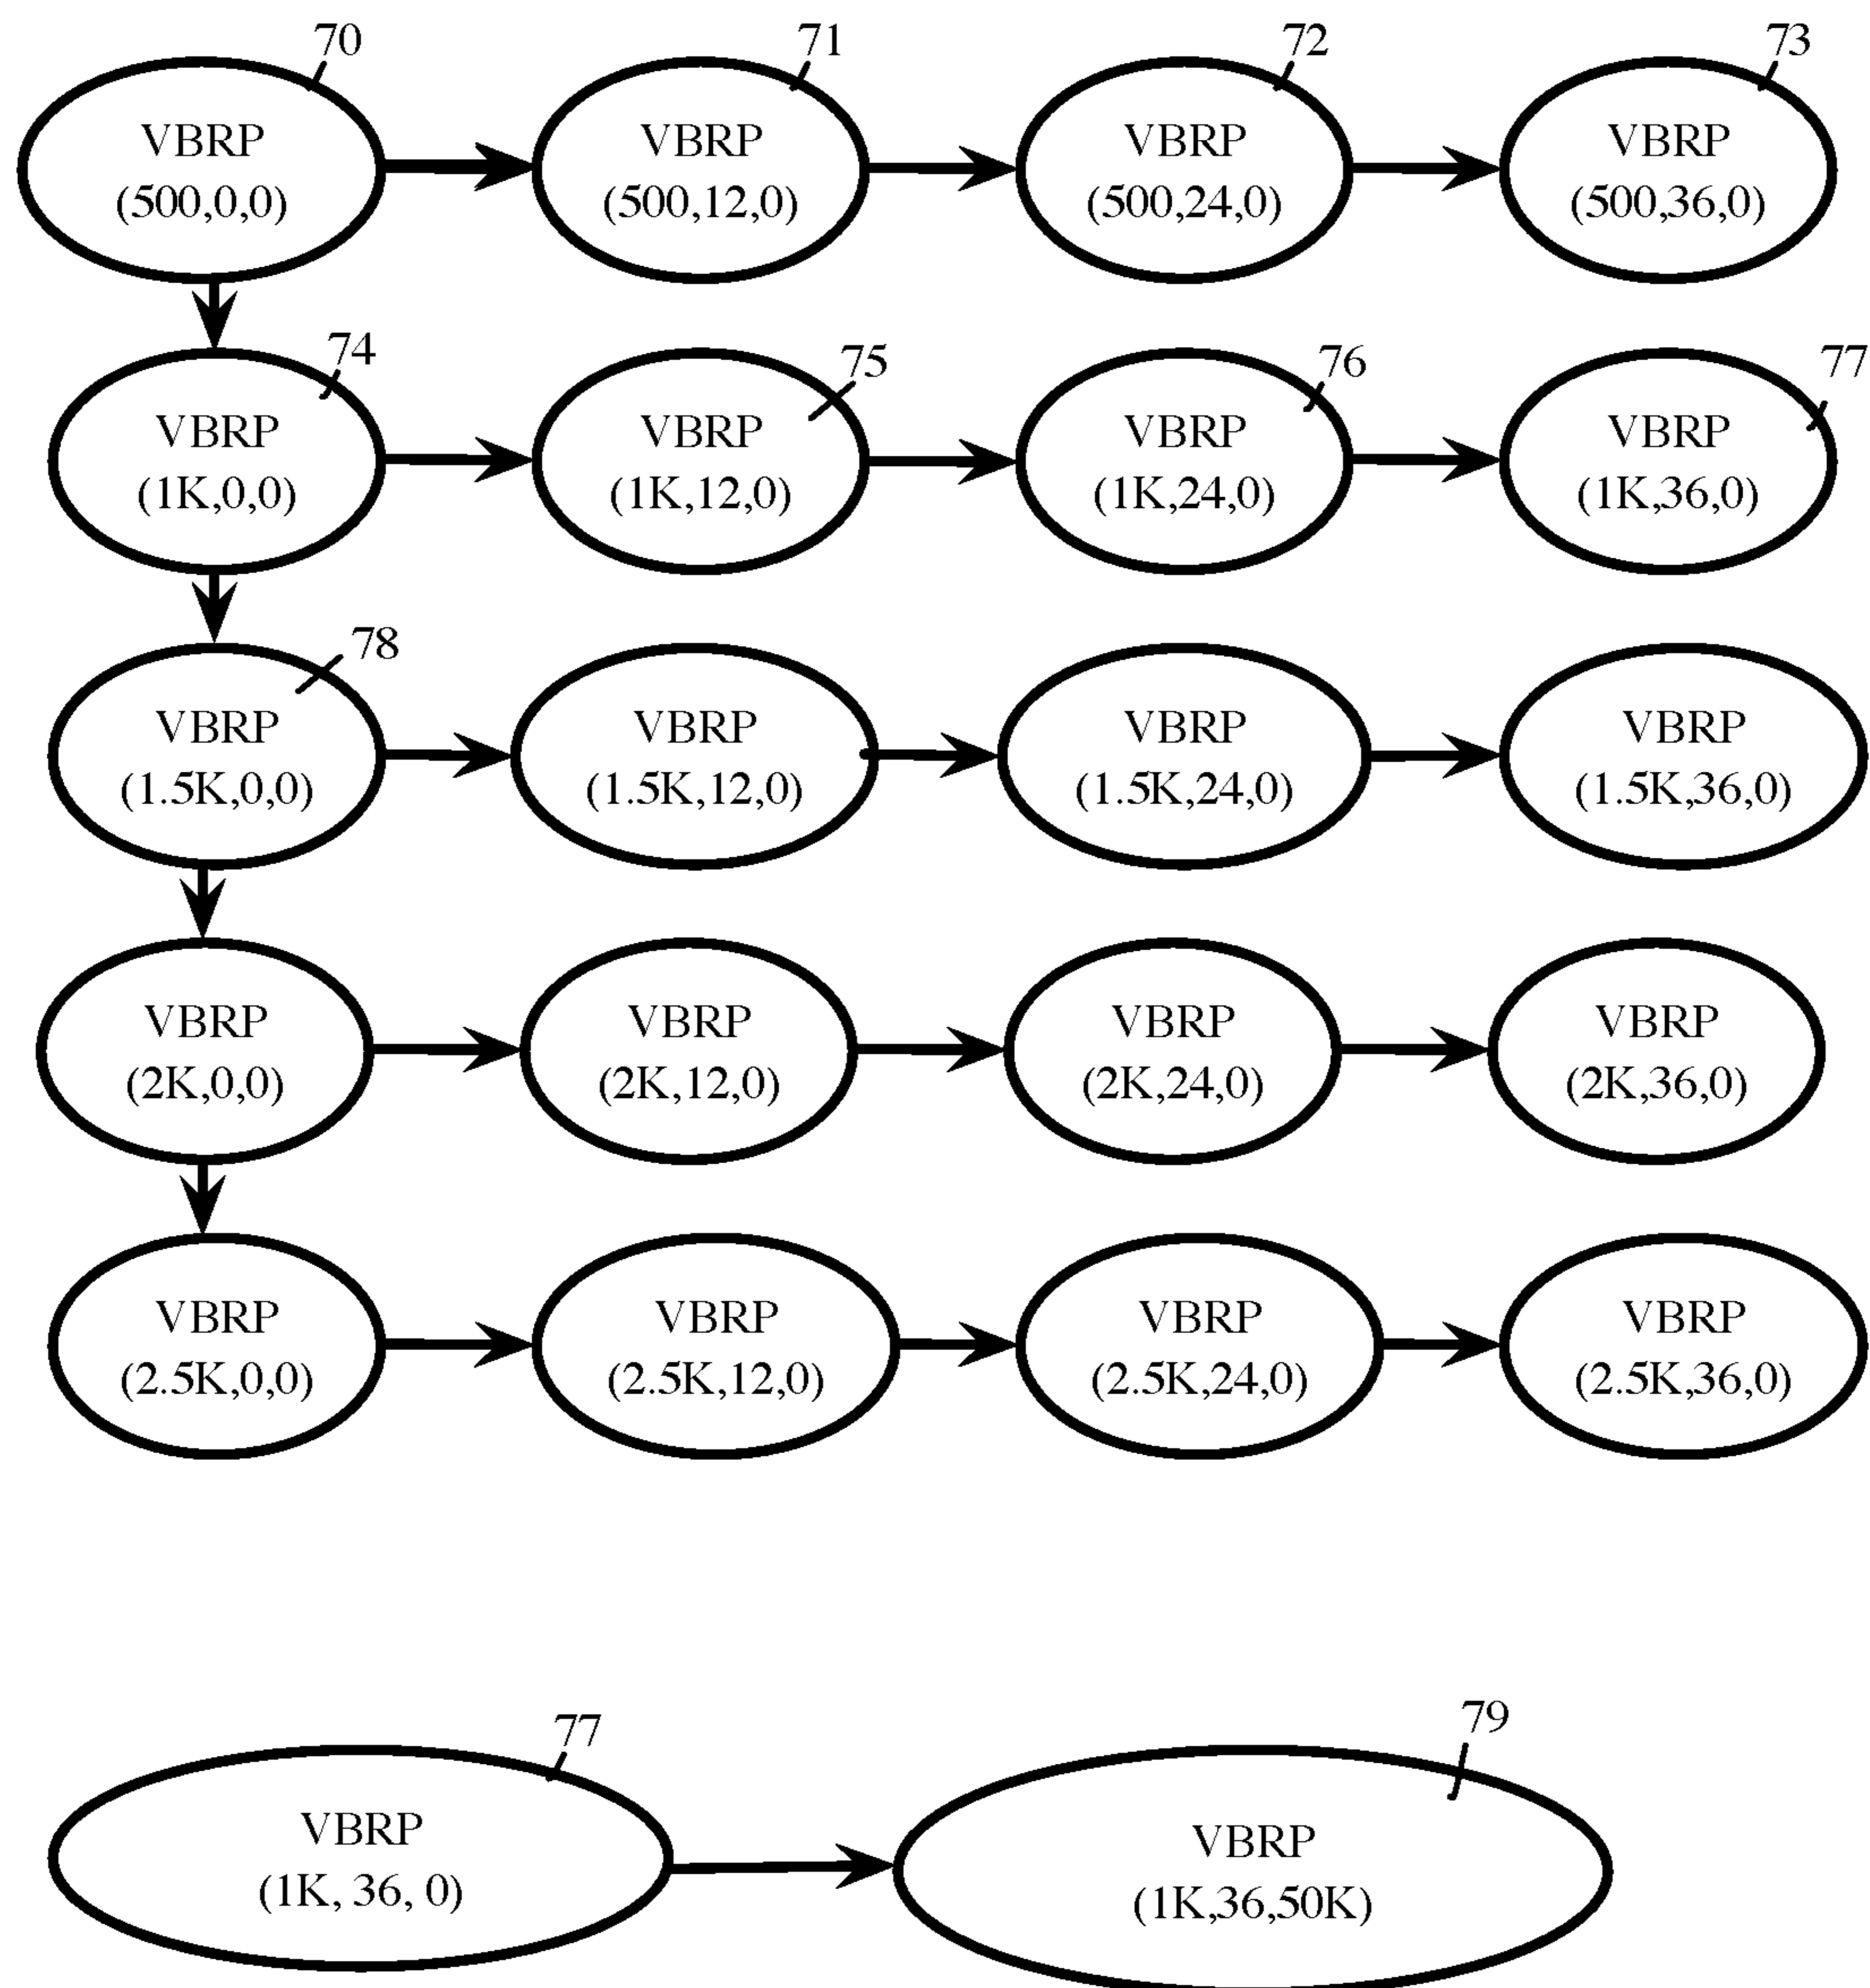 70
71
72
73
VBRP
(500,0,0)
VBRP
(500,12,0)
VBRP
(500,24,0)
VBRP
(500,36,0)
74
75
76
77
VBRP
(1K,0,0)
VBRP
(1K,12,0)
VBRP
(1K,24,0)
VBRP
(1K,36,0)
78
VBRP
(1.5K,0,0)
VBRP
(1.5K,12,0)
VBRP
(1.5K,24,0)
VBRP
(1.5K,36,0)
VBRP
(2K,0,0)
VBRP
(2K,12,0)
VBRP
(2K,24,0)
VBRP
(2K,36,0)
VBRP
(2.5K,0,0)
VBRP
(2.5K,12,0)
VBRP
(2.5K,24,0)
VBRP
(2.5K,36,0)
77
79
VBRP
(1K, 36, 0)
VBRP
(1K,36,50K)